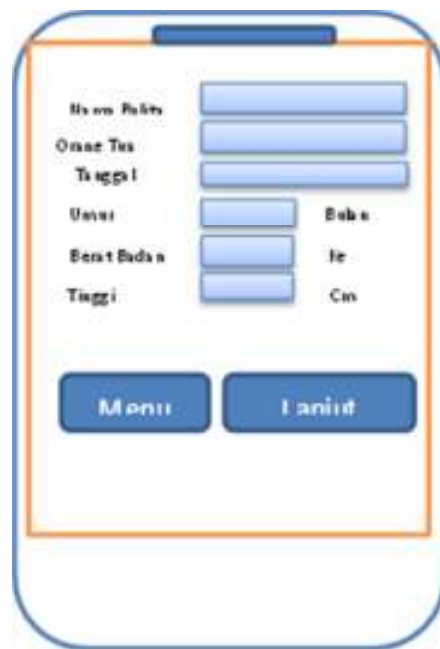 Nama Balita
Orang Tua
Tanggal
Umur Bulan
Berat Badan Kg
Tinggi Cm
Menu Lanjut